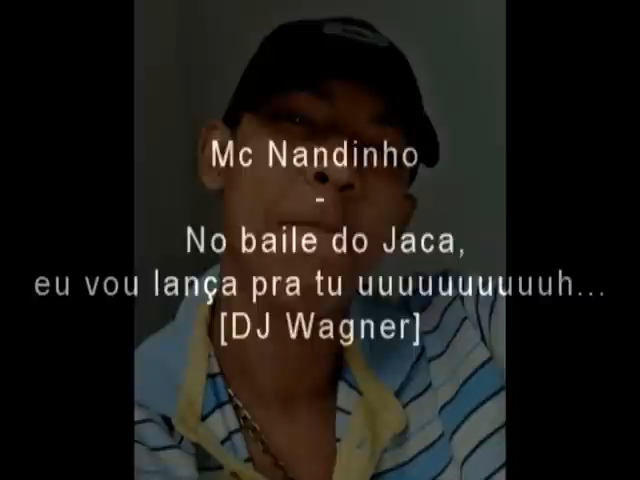 Mc Nandinho
-
No baile do Jaca,
eu vou lança pra tu uuuuuuuuuuh...
[DJ Wagner]